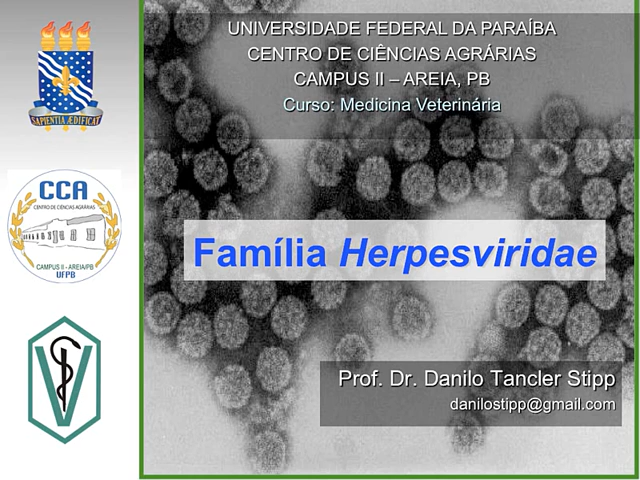 UNIVERSIDADE FEDERAL DA PARAÍBA
CENTRO DE CIÊNCIAS AGRÁRIAS
CAMPUS II – AREIA, PB
Curso: Medicina Veterinária
SAPIENTIA ÆDIFICAT
CCA
CENTRO DE CIÊNCIAS AGRÁRIAS
CAMPUS II - AREIA/PB
UFPB
Família Herpesviridae
V
Prof. Dr. Danilo Tancler Stipp
danilostipp@gmail.com